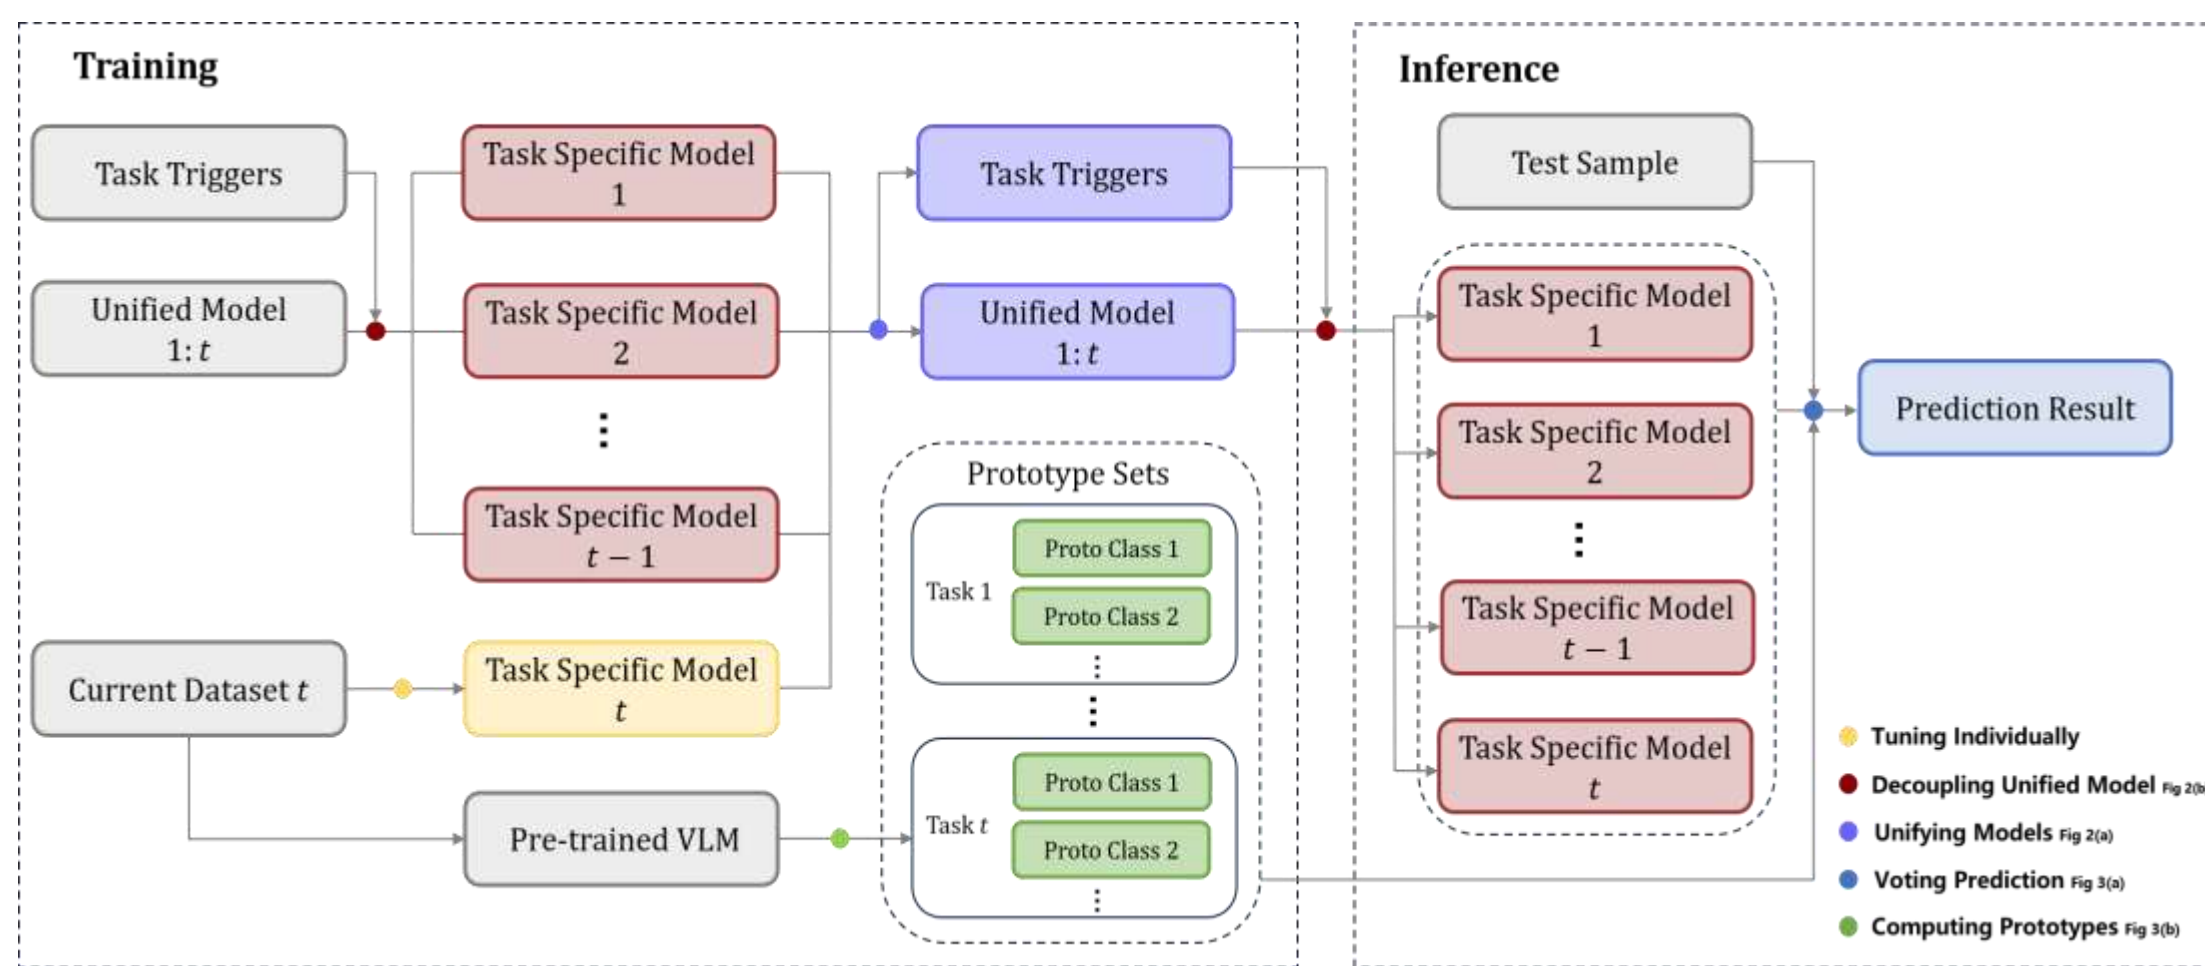 Training
Task Triggers
Unified Model
1: t
Current Dataset t
Task Specific Model
1
Task Specific Model
2
⋮
Task Specific Model
t − 1
Task Specific Model
t
Pre-trained VLM
Task Triggers
Unified Model
1: t
Prototype Sets
Task 1
Proto Class 1
Proto Class 2
⋮
⋮
Task t
Proto Class 1
Proto Class 2
⋮
Inference
Test Sample
Task Specific Model
1
Task Specific Model
2
⋮
Task Specific Model
t − 1
Task Specific Model
t
Prediction Result
Tuning Individually
Decoupling Unified Model Fig 2(b
Unifying Models Fig 2(a)
Voting Prediction Fig 3(a)
Computing Prototypes Fig 3(b)